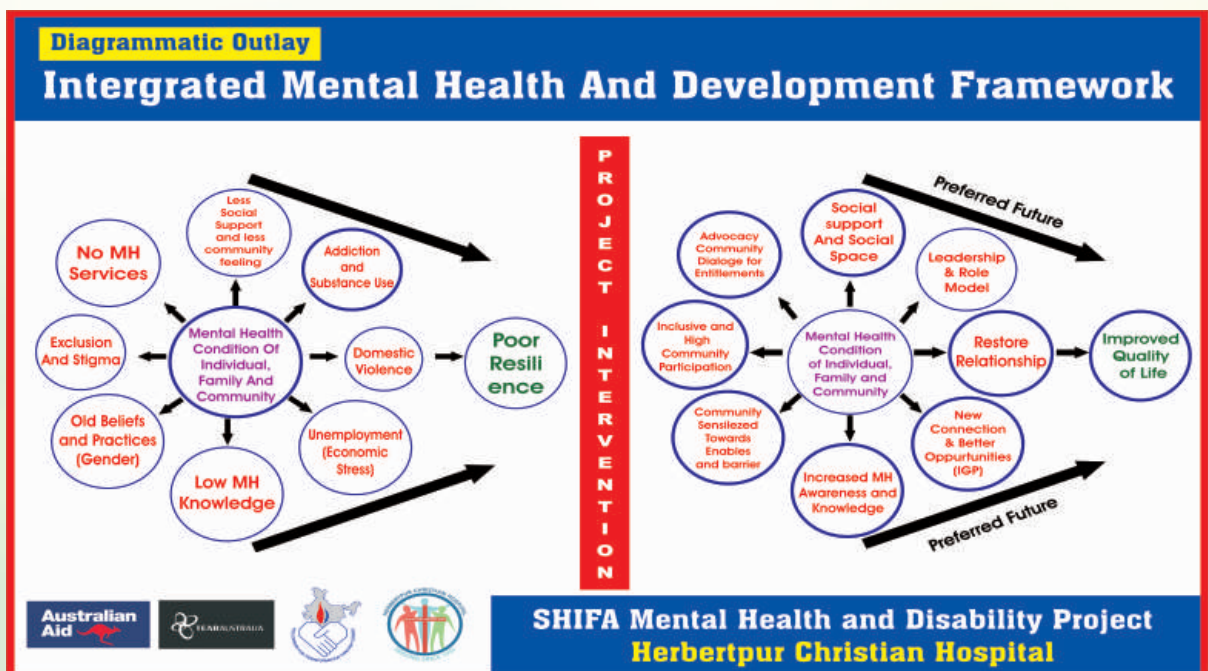 Diagrammatic Outlay
Intergrated Mental Health And Development Framework
Less
Social
Support
and less
community
feeling
No MH
Services
Addiction
and
Substance Use
Exclusion
And Stigma
Mental Health
Condition Of
Individual,
Family And
Community
Domestic
Violence
Poor
Resili
ence
Old Beliefs
and Practices
(Gender)
Low MH
Knowledge
Unemployment
(Economic
Stress)
PROJECT INTERVENTION
Preferred Future
Social
support
And Social
Space
Advocacy
Community
Dialoge for
Entitlements
Leadership
& Role
Model
Inclusive and
High
Community
Participation
Mental Health
Condition
of Individual,
Family and
Community
Restore
Relationship
Improved
Quality
of Life
Community
Sensilezed
Towards
Enables
and barrier
Increased MH
Awareness and
Knowledge
New
Connection
& Better
Oppurtunities
(IGP)
Preferred Future
Australian
Aid
TEARAUSTRALIA
HERBERTPUR CHRISTIAN HOSPITAL
SHIFA Mental Health and Disability Project
Herbertpur Christian Hospital